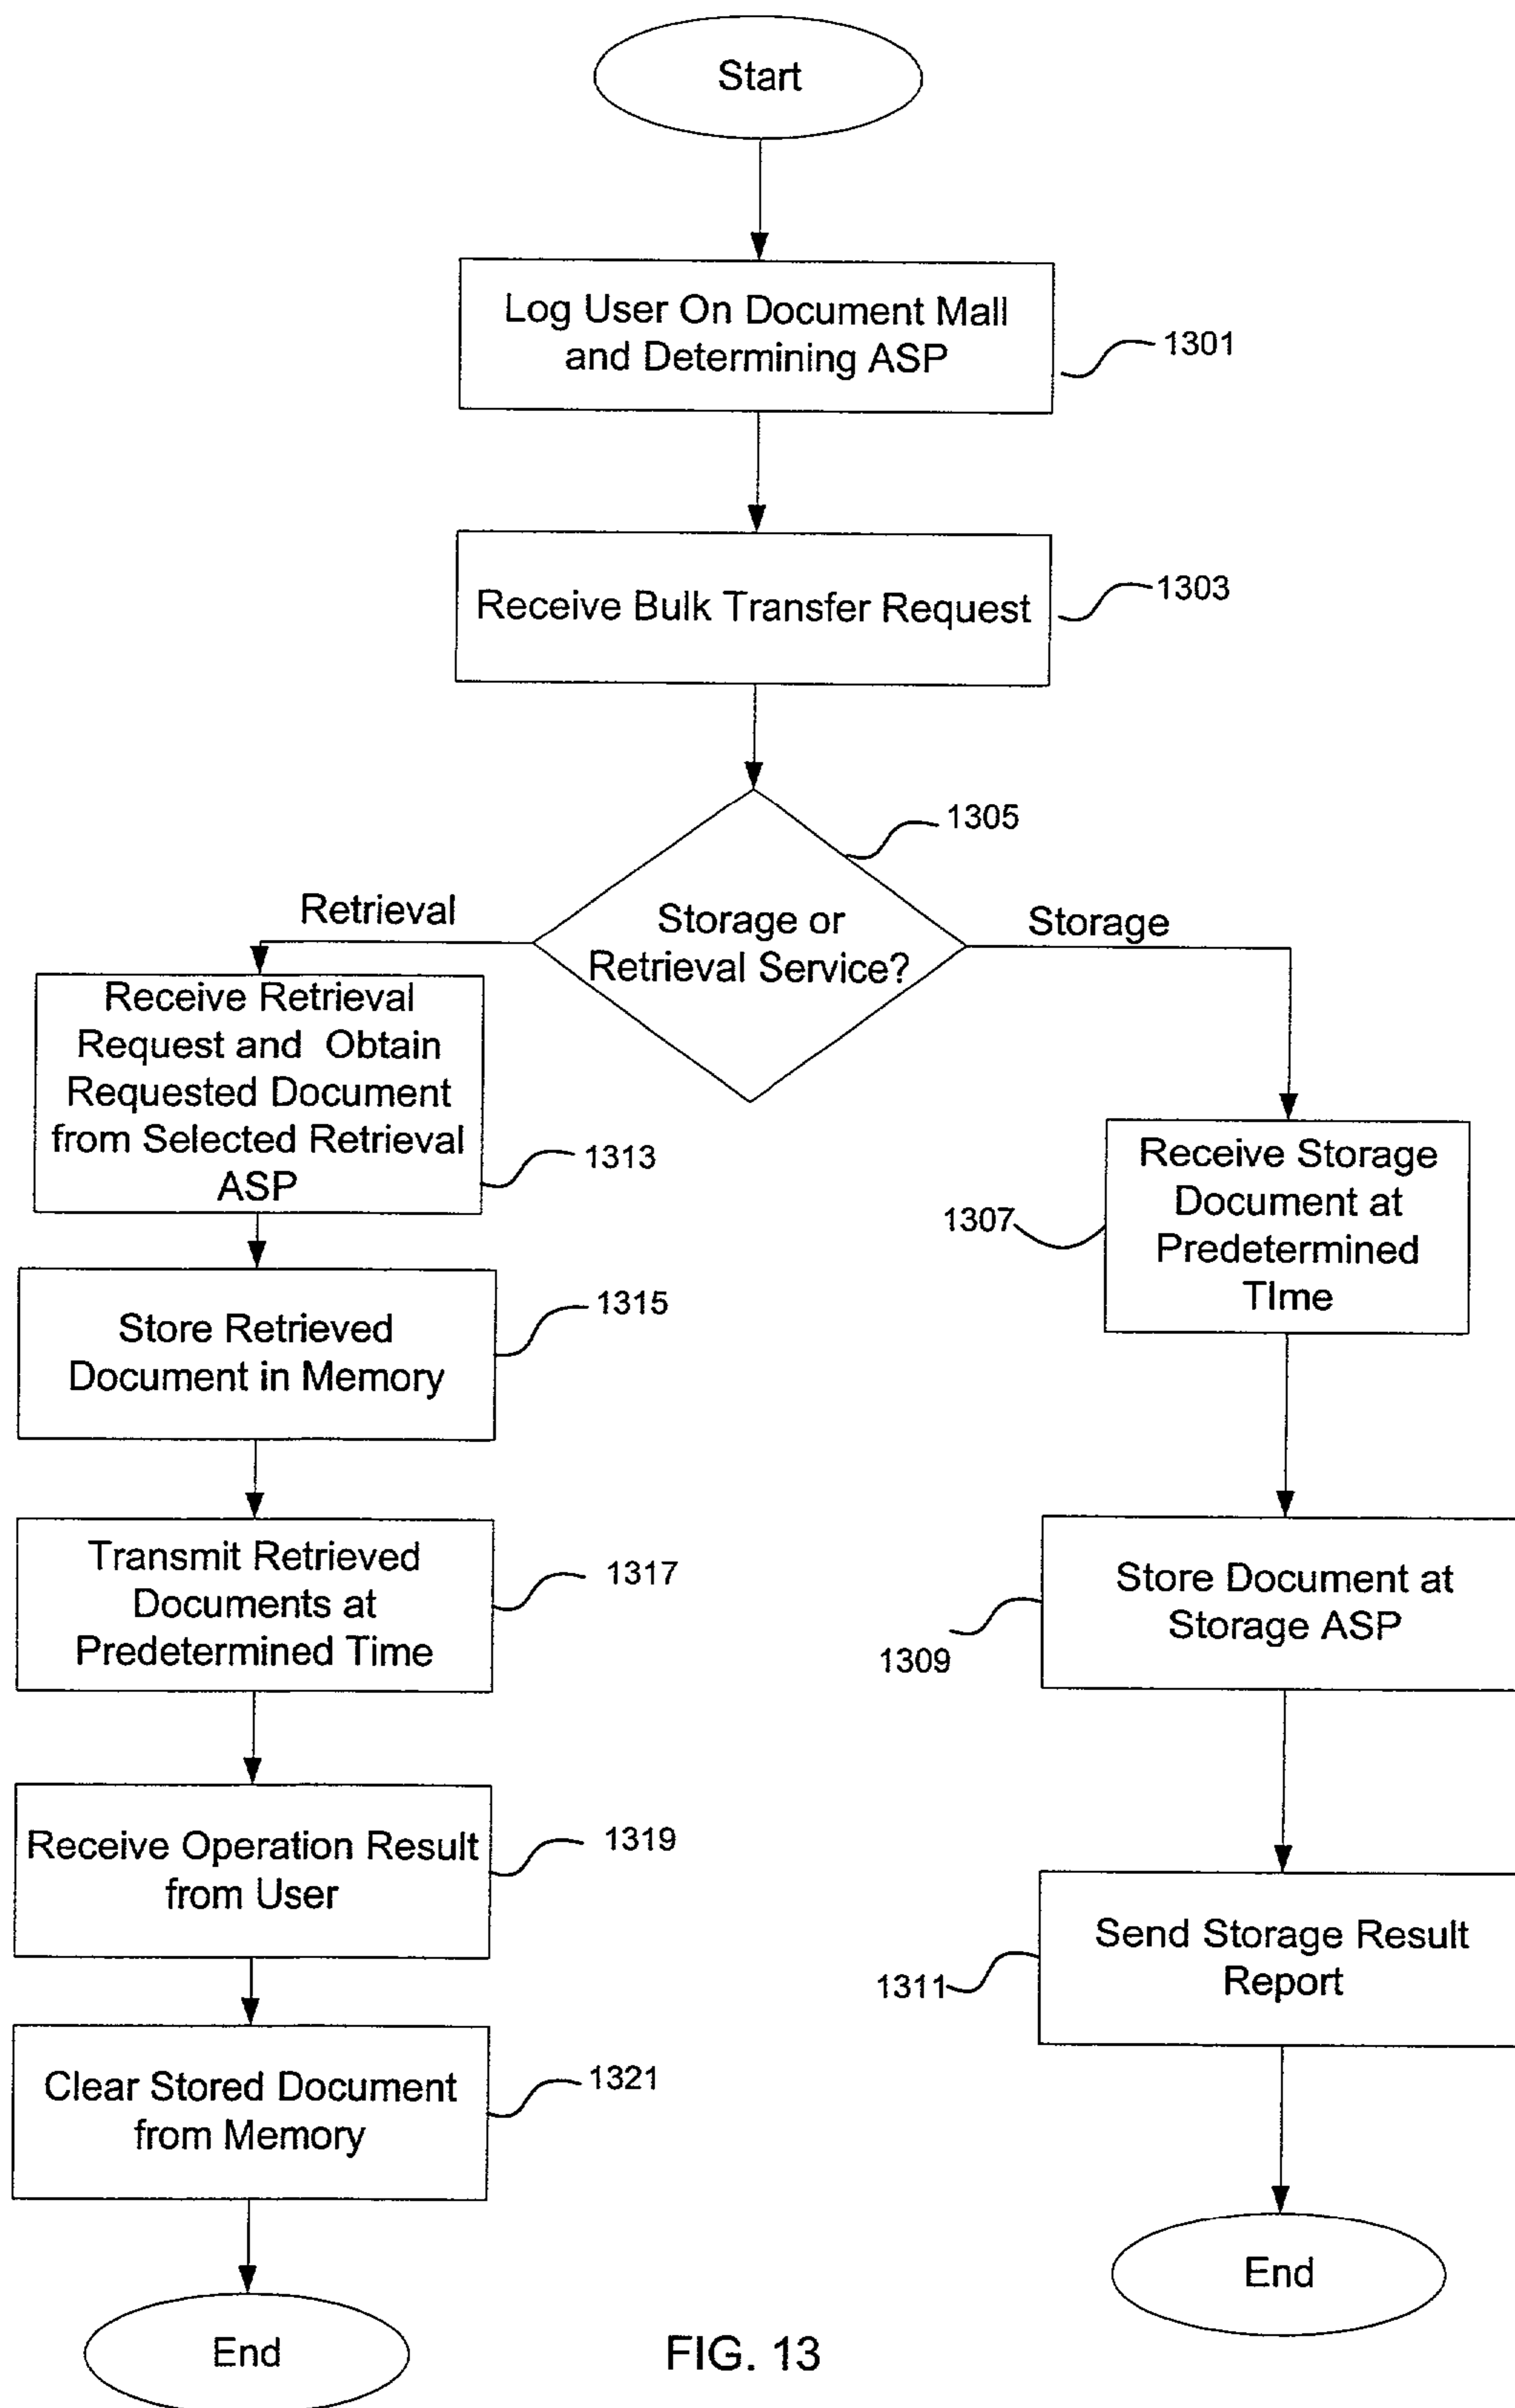 Start
Log User On Document Mall
and Determining ASP
1301
Receive Bulk Transfer Request
1303
1305
Storage or
Retrieval Service?
Retrieval
Storage
Receive Retrieval
Request and Obtain
Requested Document
from Selected Retrieval
ASP
1313
Store Retrieved
Document in Memory
1315
Transmit Retrieved
Documents at
Predetermined Time
1317
Receive Operation Result
from User
1319
Clear Stored Document
from Memory
1321
End
Receive Storage
Document at
Predetermined
TIme
1307
Store Document at
Storage ASP
1309
Send Storage Result
Report
1311
End
FIG. 13